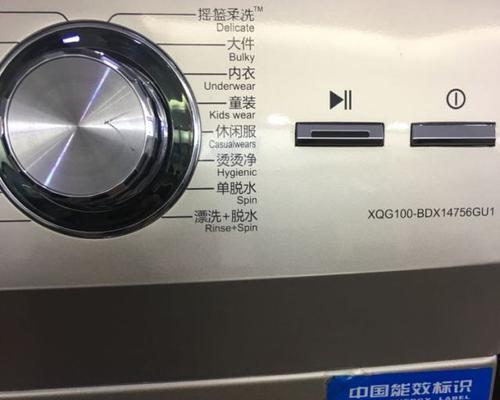 摇篮柔洗™
Delicate
大件
Bulky
内衣
Underwear
童装
Kids wear
休闲服
Casualwears
烫烫净
Hygienic
单脱水
Spin
漂洗+脱水
Rinse+Spin
XQG100-BDX14756GU1
中国能效标识
ENERGY LABEL